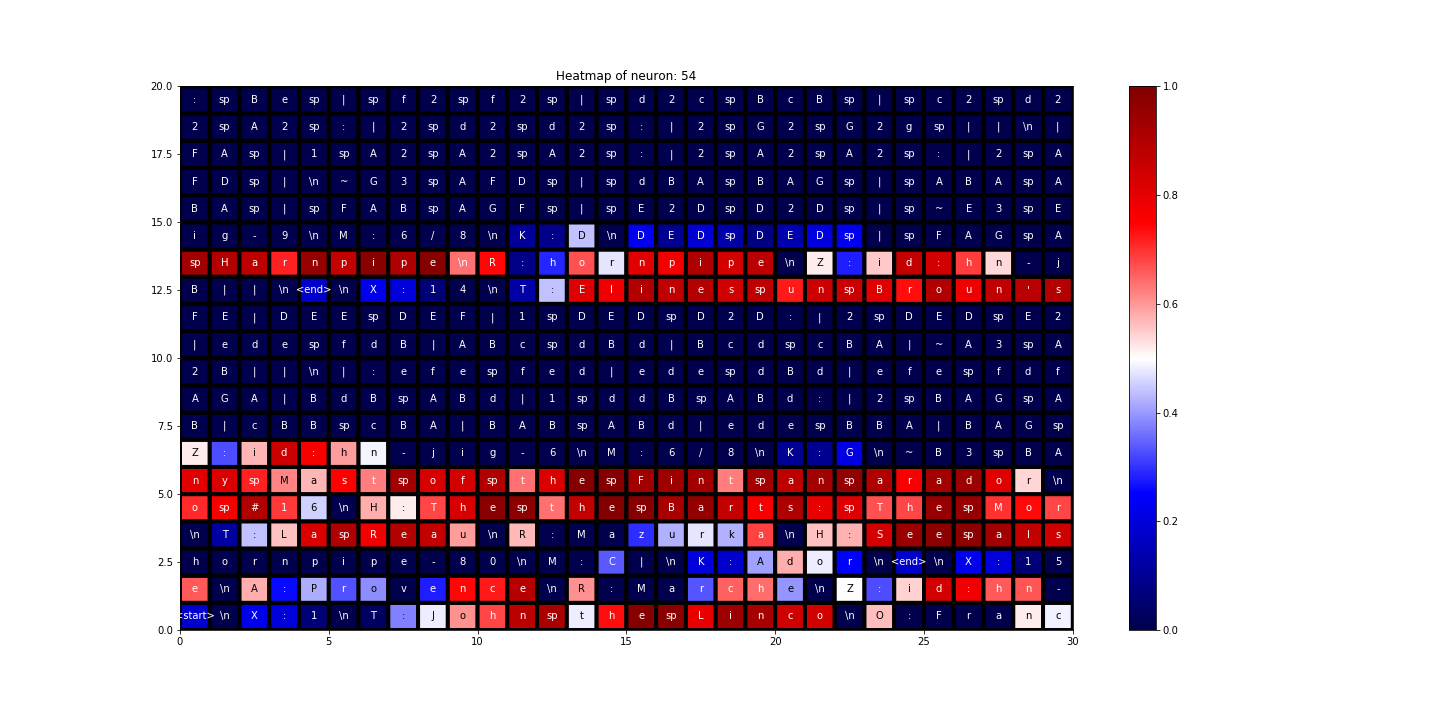 Heatmap of neuron: 54
20.0 : sp B e sp | sp f 2 sp f 2 sp | sp d 2 c sp B c B sp | sp c 2 sp d 2 1.0
2 sp A 2 sp : | 2 sp d 2 sp d 2 sp : | 2 sp G 2 sp G 2 g sp | | \n |
17.5 F A sp | 1 sp A 2 sp A 2 sp A 2 sp : | 2 sp A 2 sp A 2 sp : | 2 sp A
F D sp | \n ~ G 3 sp A F D sp | sp d B A sp B A G sp | sp A B A sp A 0.8
15.0 B A sp | sp F A B sp A G F sp | sp E 2 D sp D 2 D sp | sp ~ E 3 sp E
i g - 9 \n M : 6 / 8 \n K : D \n D E D sp D E D sp | sp F A G sp A
sp H a r n p i p e \n R : h o r n p i p e \n Z : i d : h n - j
12.5 B | | \n <end> \n X : 1 4 \n T : E l i n e s sp u n sp B r o u n ' s 0.6
F E | D E E sp D E F | 1 sp D E D sp D 2 D : | 2 sp D E D sp E 2
10.0 | e d e sp f d B | A B c sp d B d | B c d sp c B A | ~ A 3 sp A
2 B | | \n | : e f e sp f e d | e d e sp d B d | e f e sp f d f
A G A | B d B sp A B d | 1 sp d d B sp A B d : | 2 sp B A G sp A 0.4
7.5 B | c B B sp c B A | B A B sp A B d | e d e sp B B A | B A G sp
Z : i d : h n - j i g - 6 \n M : 6 / 8 \n K : G \n ~ B 3 sp B A
5.0 n y sp M a s t sp o f sp t h e sp F i n t sp a n sp a r a d o r \n
o sp # 1 6 \n H : T h e sp t h e sp B a r t s : sp T h e sp M o r 0.2
\n T : L a sp R e a u \n R : M a z u r k a \n H : S e e sp a l s
2.5 h o r n p i p e - 8 0 \n M : C | \n K : A d o r \n <end> \n X : 1 5
e \n A : P r o v e n c e \n R : M a r c h e \n Z : i d : h n -
0.0 <start> \n X : 1 \n T : J o h n sp t h e sp L i n c o \n O : F r a n c 0.0
0 5 10 15 20 25 30